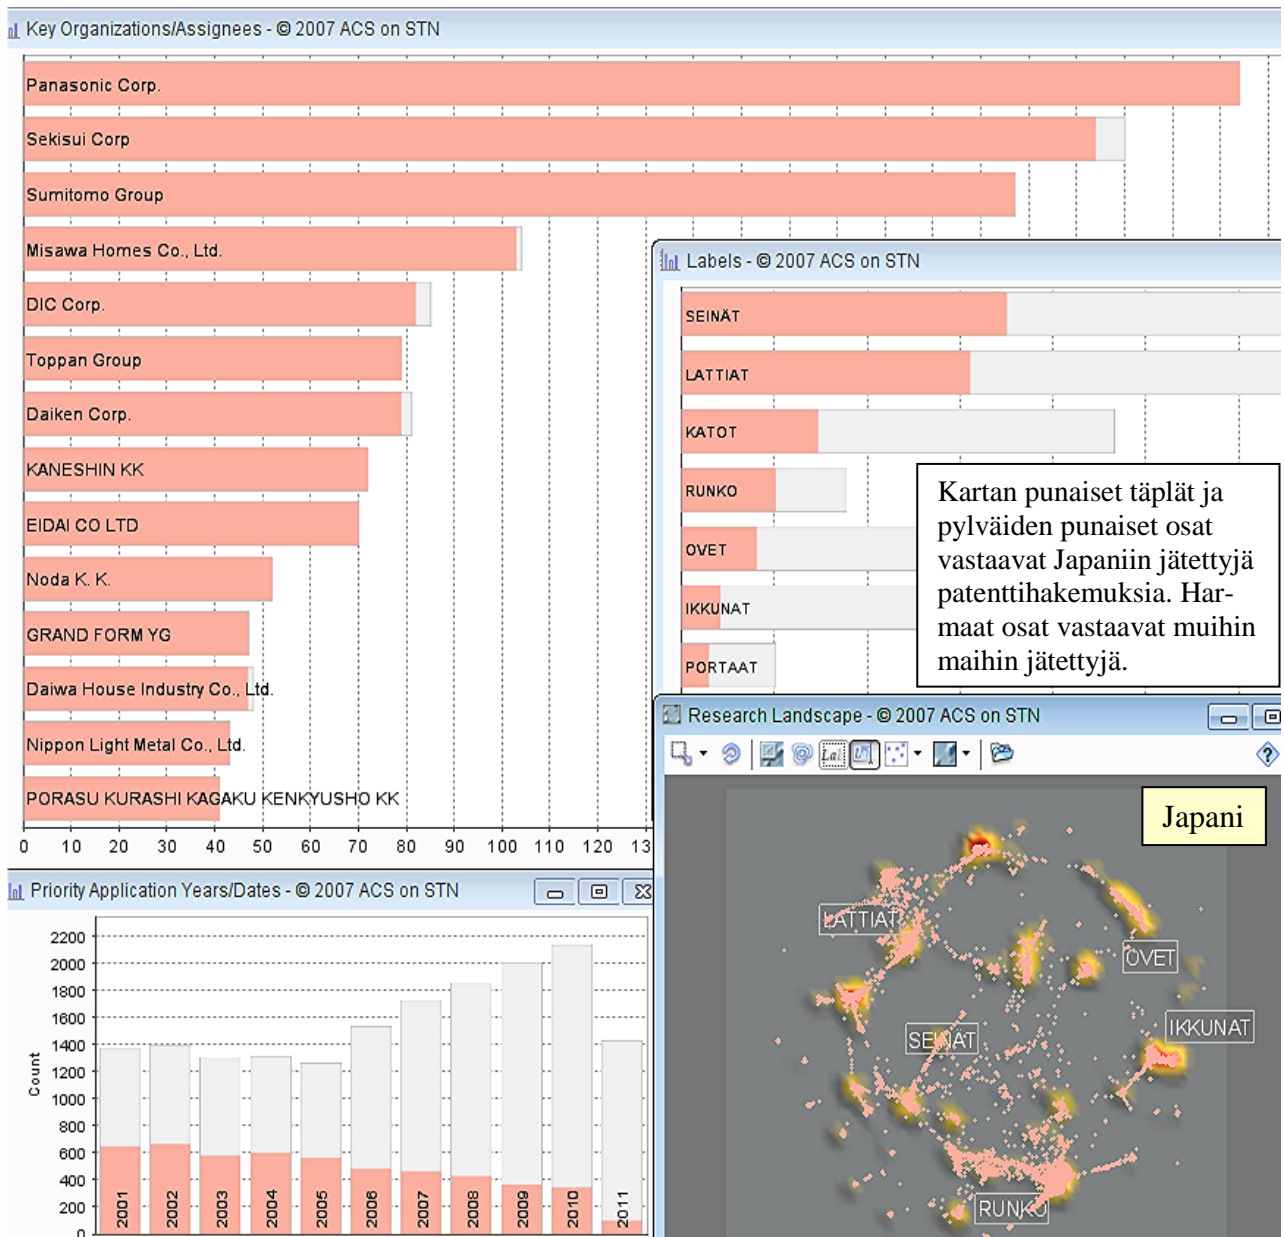 Key Organizations/Assignees - © 2007 ACS on STN
Panasonic Corp.
Sekisui Corp
Sumitomo Group
Misawa Homes Co., Ltd.
DIC Corp.
Toppan Group
Daiken Corp.
KANESHIN KK
EIDAI CO LTD
Noda K. K.
GRAND FORM YG
Daiwa House Industry Co., Ltd.
Nippon Light Metal Co., Ltd.
PORASU KURASHI KAGAKU KENKYUSHO KK
0 10 20 30 40 50 60 70 80 90 100 110 120 13
Labels - © 2007 ACS on STN
SEINÄT
LATTIAT
KATOT
RUNKO
OVET
IKKUNAT
PORTAAT
Kartan punaiset täplät ja
pylväiden punaiset osat
vastaavat Japaniin jätettyjä
patenttihakemuksia. Har-
maat osat vastaavat muihin
maihin jätettyjä.
Priority Application Years/Dates - © 2007 ACS on STN
Count
2200
2000
1800
1600
1400
1200
1000
800
600
400
200
0
2001 2002 2003 2004 2005 2006 2007 2008 2009 2010 2011
Research Landscape - © 2007 ACS on STN
Lai
Japani
LATTIAT
OVET
IKKUNAT
SEINÄT
RUNKO